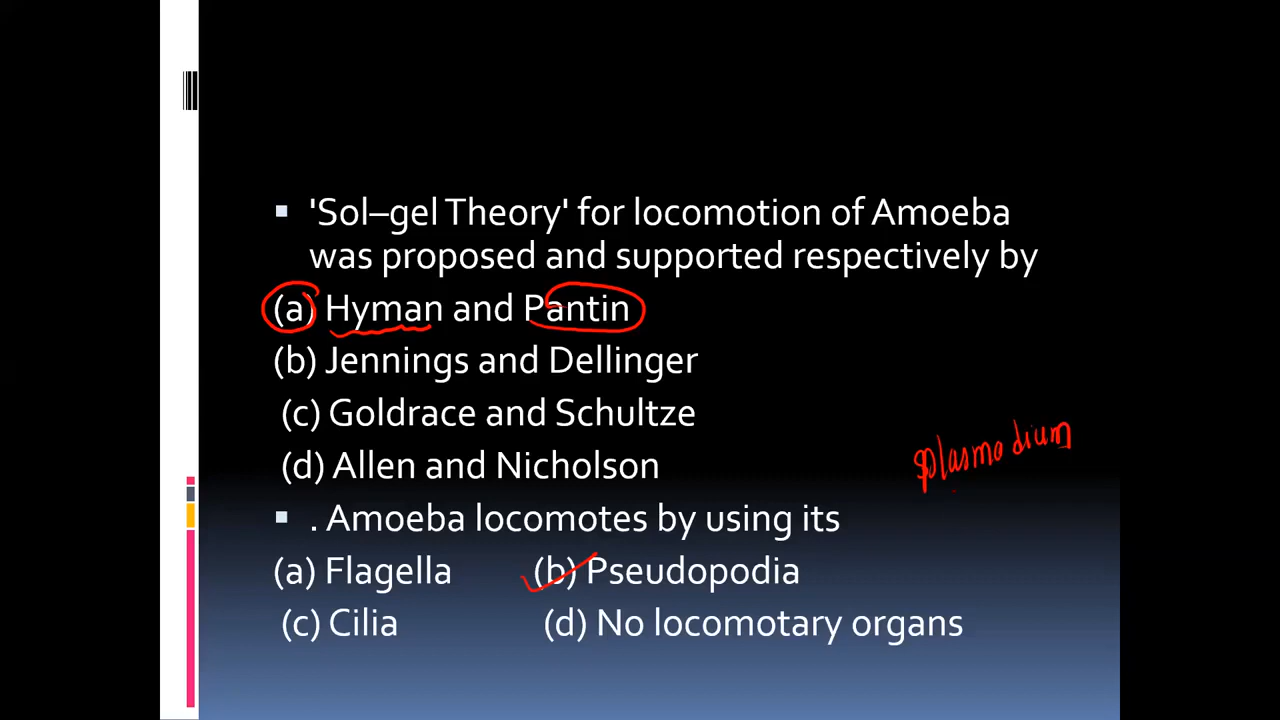 'Sol–gel Theory' for locomotion of Amoeba
was proposed and supported respectively by
(a) Hyman and Pantin
(b) Jennings and Dellinger
(c) Goldrace and Schultze
(d) Allen and Nicholson
plasmodium
. Amoeba locomotes by using its
(a) Flagella (b) Pseudopodia
(c) Cilia (d) No locomotary organs